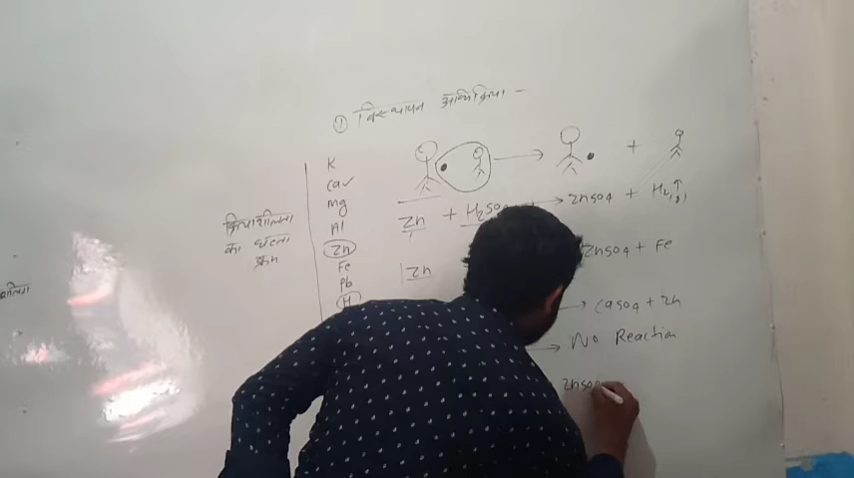 ① विस्थापन अभिक्रिया –
K
Ca ✓
Mg
Al
Zn
Fe
Pb
H
क्रियाशीलता
का घटता
क्रम
Zn + H₂SO₄ → ZnSO₄ + H₂(g)↑
Zn
ZnSO₄ + Fe
→ CaSO₄ + Zn
→ No Reaction
ZnSO₄